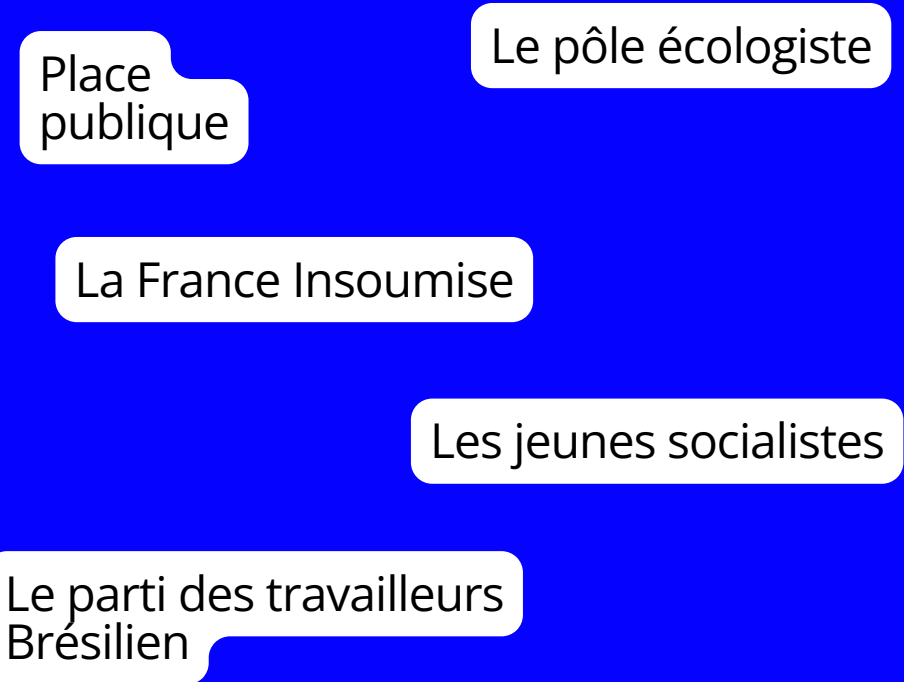 Le pôle écologiste
Place
publique
La France Insoumise
Les jeunes socialistes
Le parti des travailleurs
Brésilien